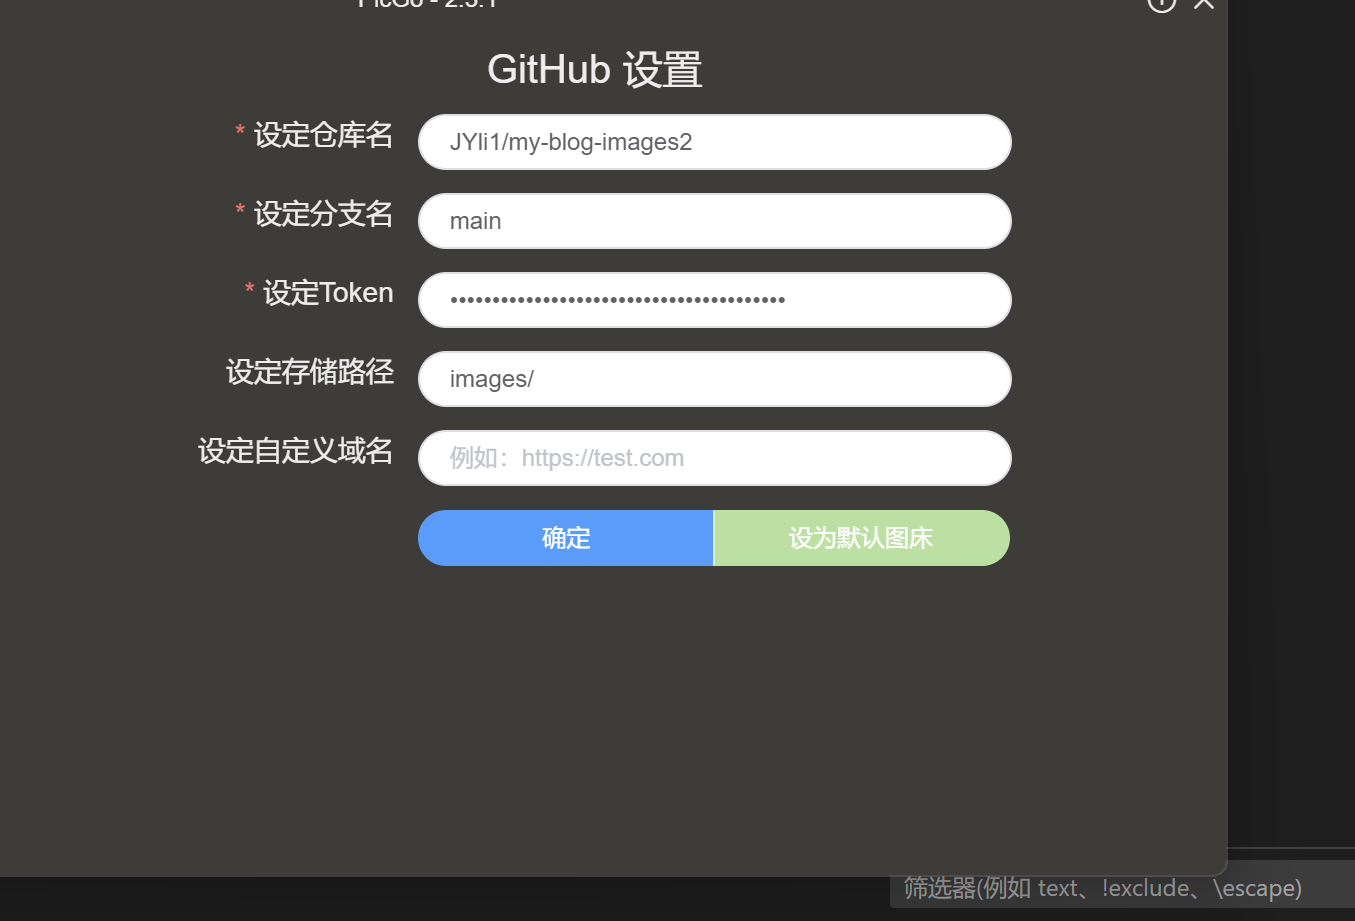 PicGo - 2.3.1
GitHub 设置
* 设定仓库名
JYli1/my-blog-images2
* 设定分支名
main
* 设定Token
••••••••••••••••••••••••••••••••••••••••
设定存储路径
images/
设定自定义域名
例如：https://test.com
确定
设为默认图床
筛选器(例如 text、!exclude、\escape)